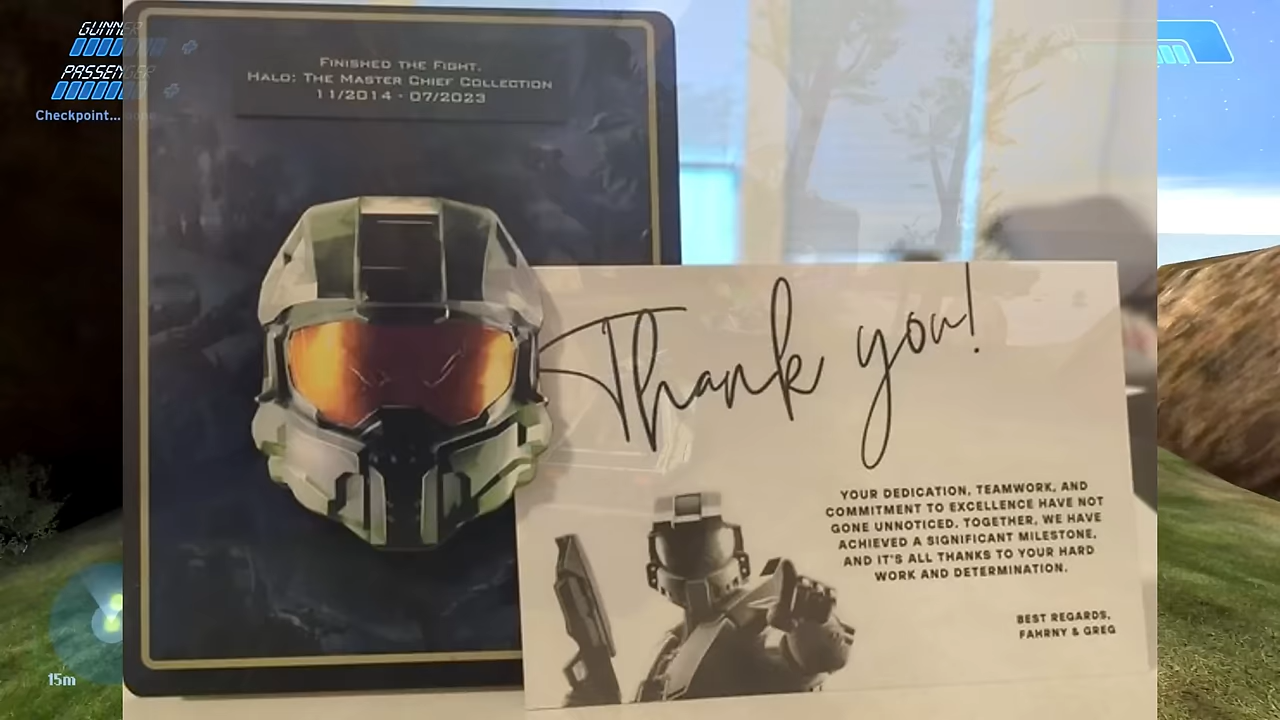 GUNNER
PASSENGER
Checkpoint... done
15m
FINISHED THE FIGHT.
HALO: THE MASTER CHIEF COLLECTION
11/2014 - 07/2023
Thank you!
YOUR DEDICATION, TEAMWORK, AND
COMMITMENT TO EXCELLENCE HAVE NOT
GONE UNNOTICED. TOGETHER, WE HAVE
ACHIEVED A SIGNIFICANT MILESTONE,
AND IT'S ALL THANKS TO YOUR HARD
WORK AND DETERMINATION.
BEST REGARDS,
FAHRNY & GREG